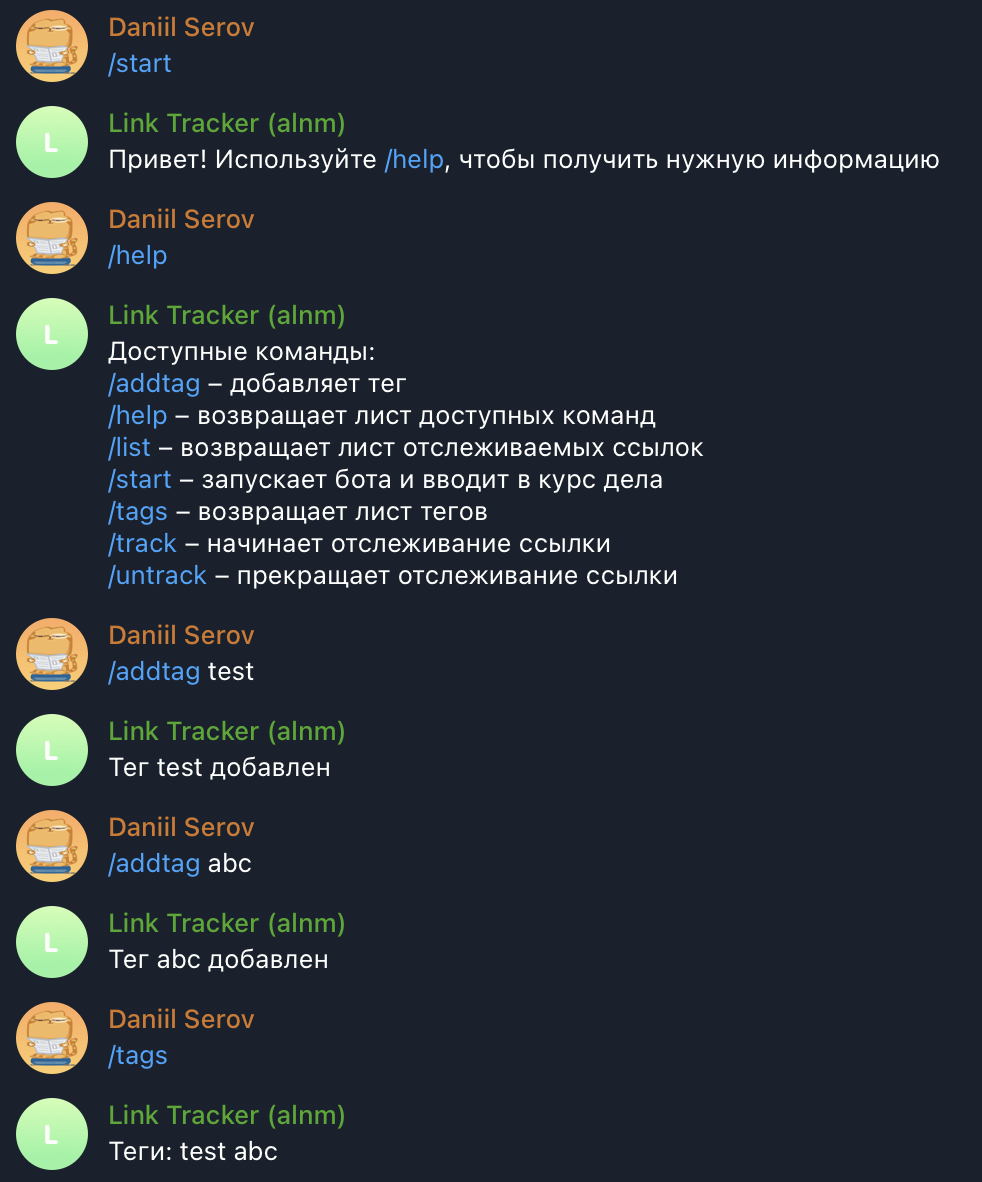 Daniil Serov
/start
L
Link Tracker (alnm)
Привет! Используйте /help, чтобы получить нужную информацию
Daniil Serov
/help
L
Link Tracker (alnm)
Доступные команды:
/addtag – добавляет тег
/help – возвращает лист доступных команд
/list – возвращает лист отслеживаемых ссылок
/start – запускает бота и вводит в курс дела
/tags – возвращает лист тегов
/track – начинает отслеживание ссылки
/untrack – прекращает отслеживание ссылки
Daniil Serov
/addtag test
L
Link Tracker (alnm)
Тег test добавлен
Daniil Serov
/addtag abc
L
Link Tracker (alnm)
Тег abc добавлен
Daniil Serov
/tags
L
Link Tracker (alnm)
Теги: test abc